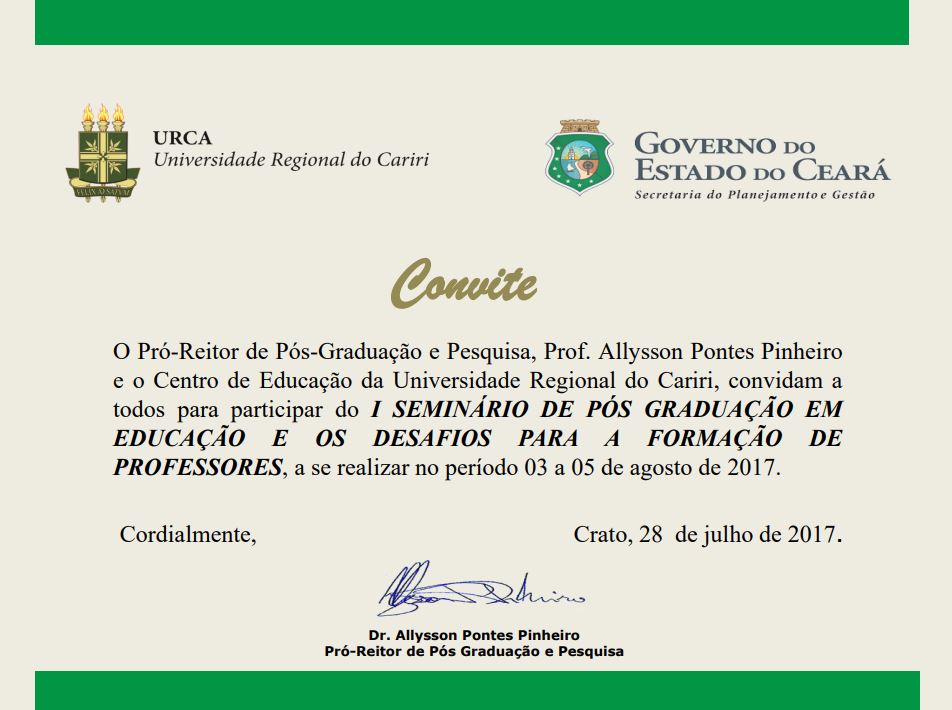 URCA
Universidade Regional do Cariri
GOVERNO DO
ESTADO DO CEARÁ
Secretaria do Planejamento e Gestão
Convite
O Pró-Reitor de Pós-Graduação e Pesquisa, Prof. Allysson Pontes Pinheiro
e o Centro de Educação da Universidade Regional do Cariri, convidam a
todos para participar do I SEMINÁRIO DE PÓS GRADUAÇÃO EM
EDUCAÇÃO E OS DESAFIOS PARA A FORMAÇÃO DE
PROFESSORES, a se realizar no período 03 a 05 de agosto de 2017.
Cordialmente,
Crato, 28 de julho de 2017.
Dr. Allysson Pontes Pinheiro
Pró-Reitor de Pós Graduação e Pesquisa